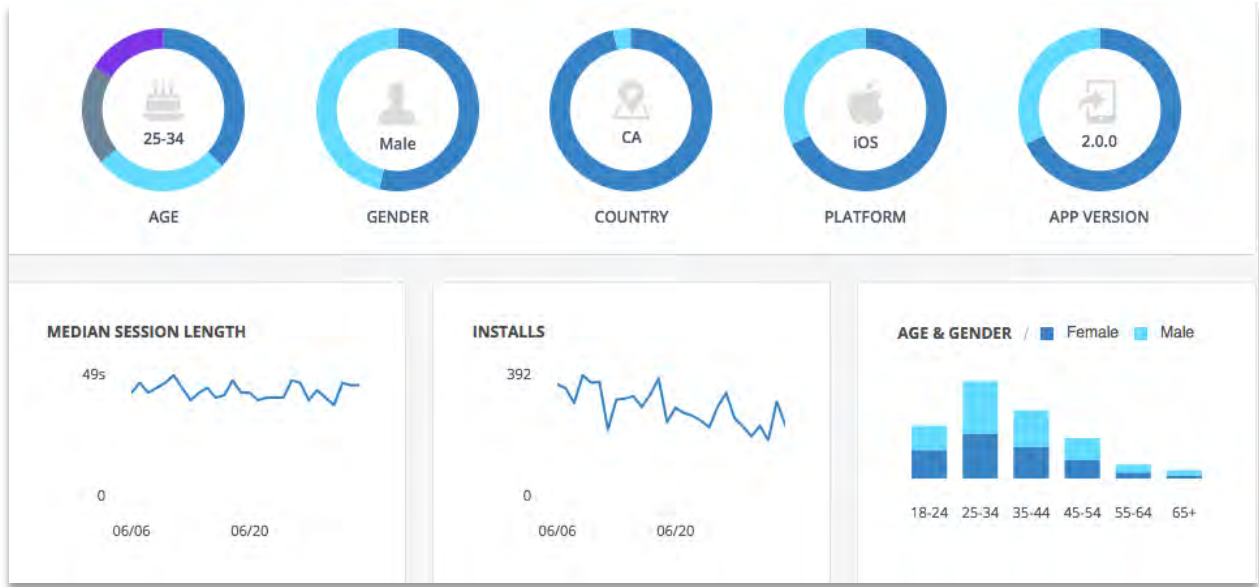 25-34
Male
CA
iOS
2.0.0
AGE
GENDER
COUNTRY
PLATFORM
APP VERSION
MEDIAN SESSION LENGTH
49s
0
06/06 06/20
INSTALLS
392
0
06/06 06/20
AGE & GENDER / Female Male
18-24 25-34 35-44 45-54 55-64 65+